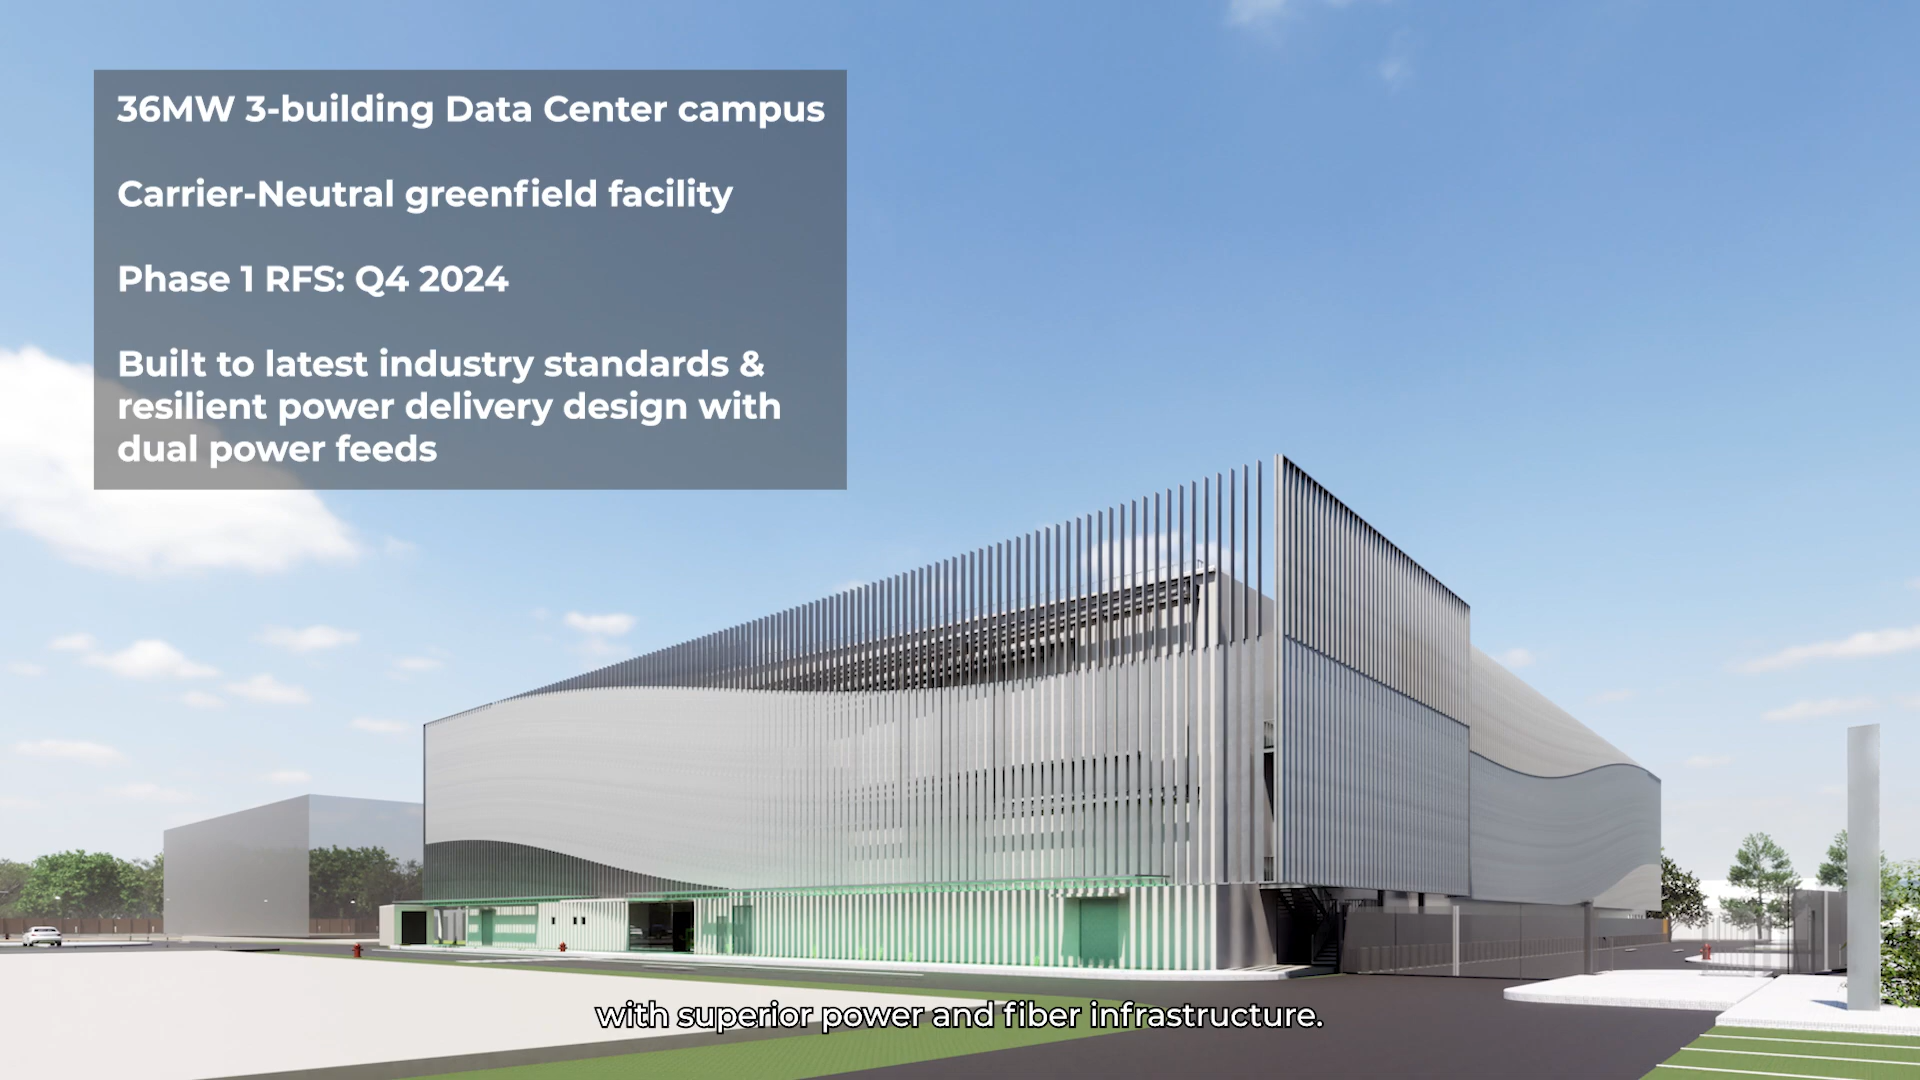 36MW 3-building Data Center campus
Carrier-Neutral greenfield facility
Phase 1 RFS: Q4 2024
Built to latest industry standards &
resilient power delivery design with
dual power feeds
with superior power and fiber infrastructure.